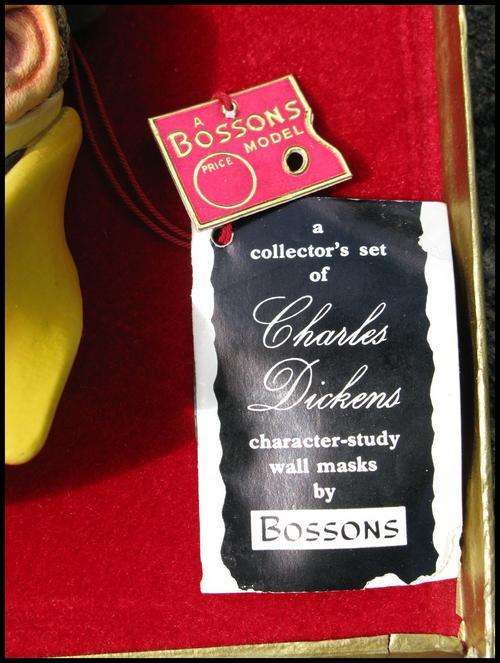 A
BOSSONS
MODEL
PRICE
a
collector's set
of
Charles
Dickens
character-study
wall masks
by
BOSSONS